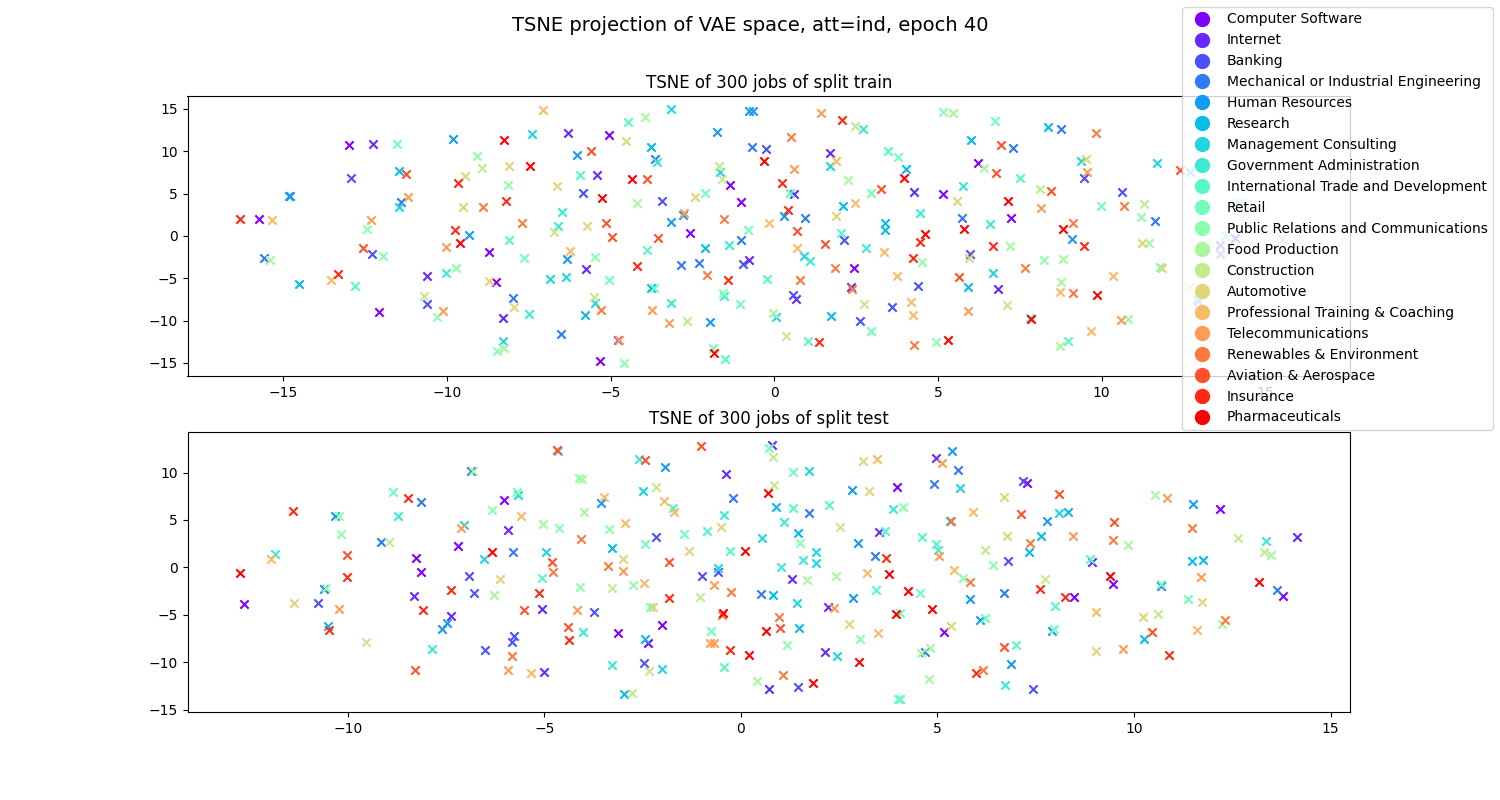 TSNE projection of VAE space, att=ind, epoch 40
Computer Software
Internet
Banking
Mechanical or Industrial Engineering
Human Resources
Research
Management Consulting
Government Administration
International Trade and Development
Retail
Public Relations and Communications
Food Production
Construction
Automotive
Professional Training & Coaching
Telecommunications
Renewables & Environment
Aviation & Aerospace
Insurance
Pharmaceuticals
TSNE of 300 jobs of split train
15
10
5
0
−5
−10
−15
−15 −10 −5 0 5 10 15
TSNE of 300 jobs of split test
10
5
0
−5
−10
−15
−10 −5 0 5 10 15